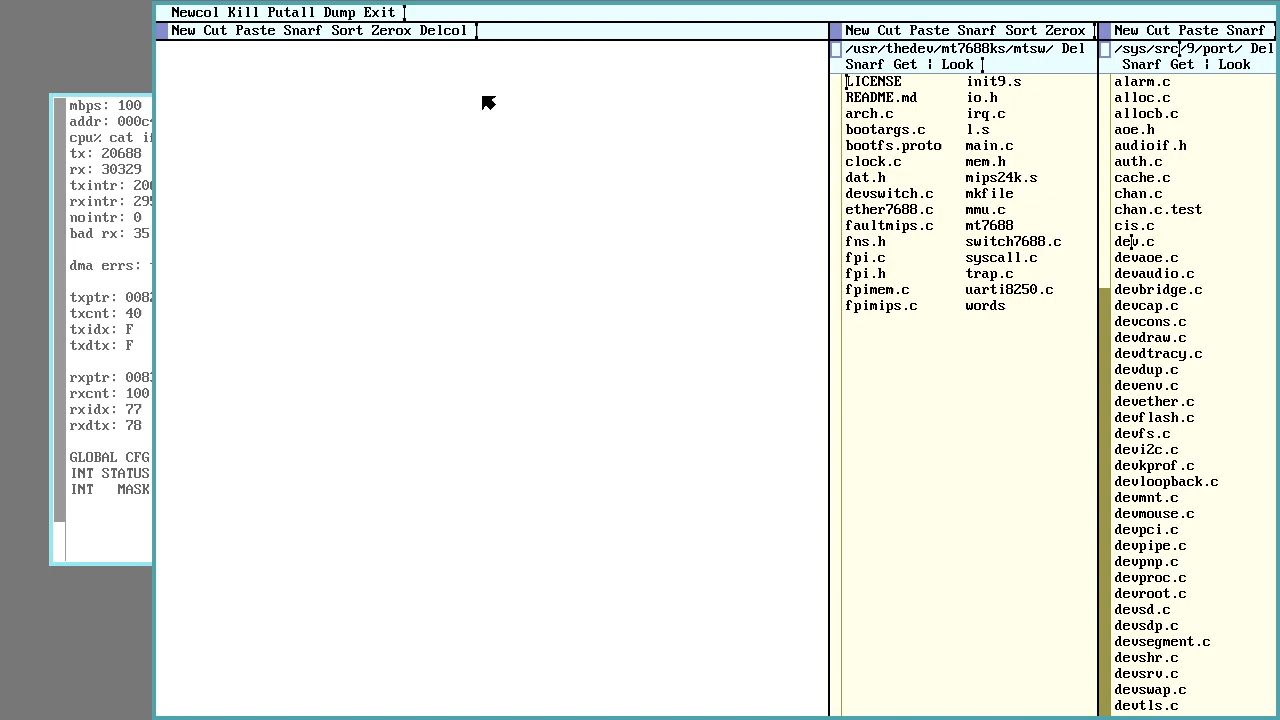 Newcol Kill Putall Dump Exit
New Cut Paste Snarf Sort Zerox Delcol
New Cut Paste Snarf Sort Zerox
New Cut Paste Snarf
mbps: 100
addr: 000c
cpu% cat
tx: 20688
rx: 30329
txintr: 20
rxintr: 29
nointr: 0
bad rx: 35
dma errs:
txptr: 008
txcnt: 40
txidx: F
txdtx: F
rxptr: 008
rxcnt: 100
rxidx: 77
rxdtx: 78
GLOBAL CFG
INT STATUS
INT MASK
/usr/thedev/mt7688ks/mtsw/ Del
Snarf Get | Look
LICENSE init9.s
README.md io.h
arch.c irq.c
bootargs.c l.s
bootfs.proto main.c
clock.c mem.h
dat.h mips24k.s
devswitch.c mkfile
ether7688.c mmu.c
faultmips.c mt7688
fns.h switch7688.c
fpi.c syscall.c
fpi.h trap.c
fpimem.c uarti8250.c
fpimips.c words
/sys/src/9/port/ Del
Snarf Get | Look
alarm.c
alloc.c
allocb.c
aoe.h
audioif.h
auth.c
cache.c
chan.c
chan.c.test
cis.c
dev.c
devaoe.c
devaudio.c
devbridge.c
devcap.c
devcons.c
devdraw.c
devdtracy.c
devdup.c
devenv.c
devether.c
devflash.c
devfs.c
devi2c.c
devkprof.c
devloopback.c
devmnt.c
devmouse.c
devpci.c
devpipe.c
devpnp.c
devproc.c
devroot.c
devsd.c
devsdp.c
devsegment.c
devshr.c
devsrv.c
devswap.c
devtls.c